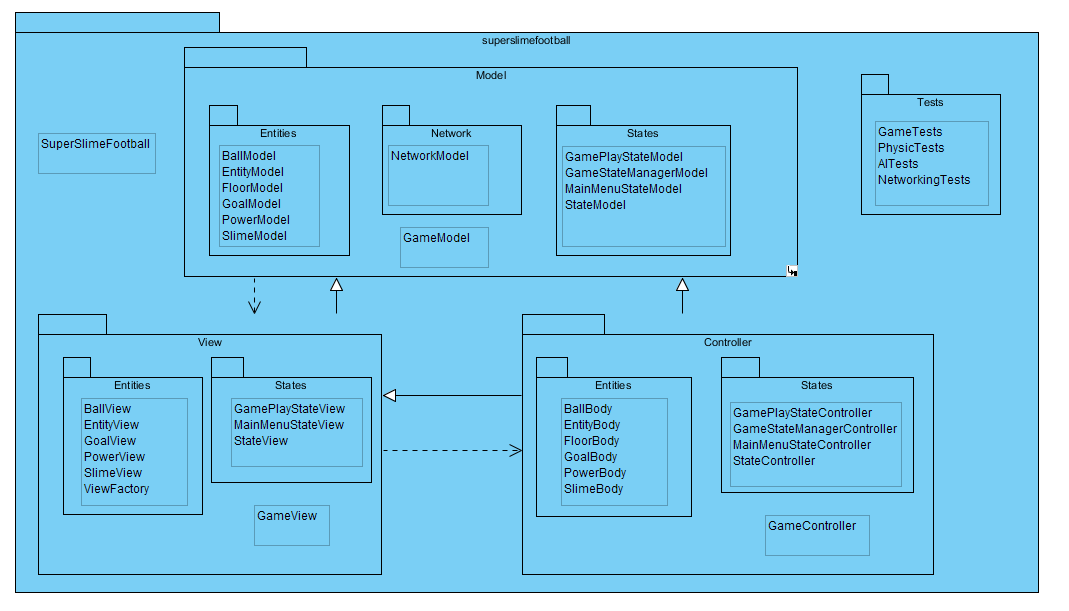 superslimefootball
Model
SuperSlimeFootball
Entities
BallModel
EntityModel
FloorModel
GoalModel
PowerModel
SlimeModel
Network
NetworkModel
GameModel
States
GamePlayStateModel
GameStateManagerModel
MainMenuStateModel
StateModel
Tests
GameTests
PhysicTests
AITests
NetworkingTests
View
Entities
BallView
EntityView
GoalView
PowerView
SlimeView
ViewFactory
States
GamePlayStateView
MainMenuStateView
StateView
GameView
Controller
Entities
BallBody
EntityBody
FloorBody
GoalBody
PowerBody
SlimeBody
States
GamePlayStateController
GameStateManagerController
MainMenuStateController
StateController
GameController